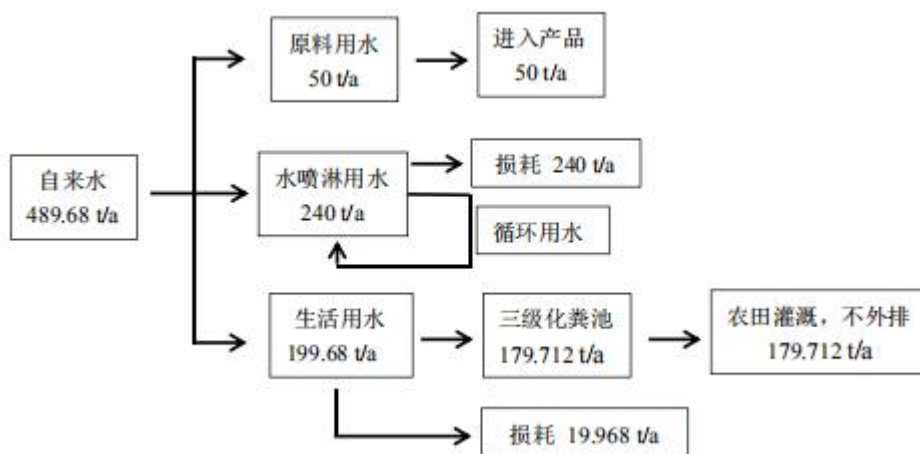 原料用水
50 t/a
进入产品
50 t/a
自来水
489.68 t/a
水喷淋用水
240 t/a
损耗 240 t/a
循环用水
生活用水
199.68 t/a
三级化粪池
179.712 t/a
农田灌溉，不外排
179.712 t/a
损耗 19.968 t/a